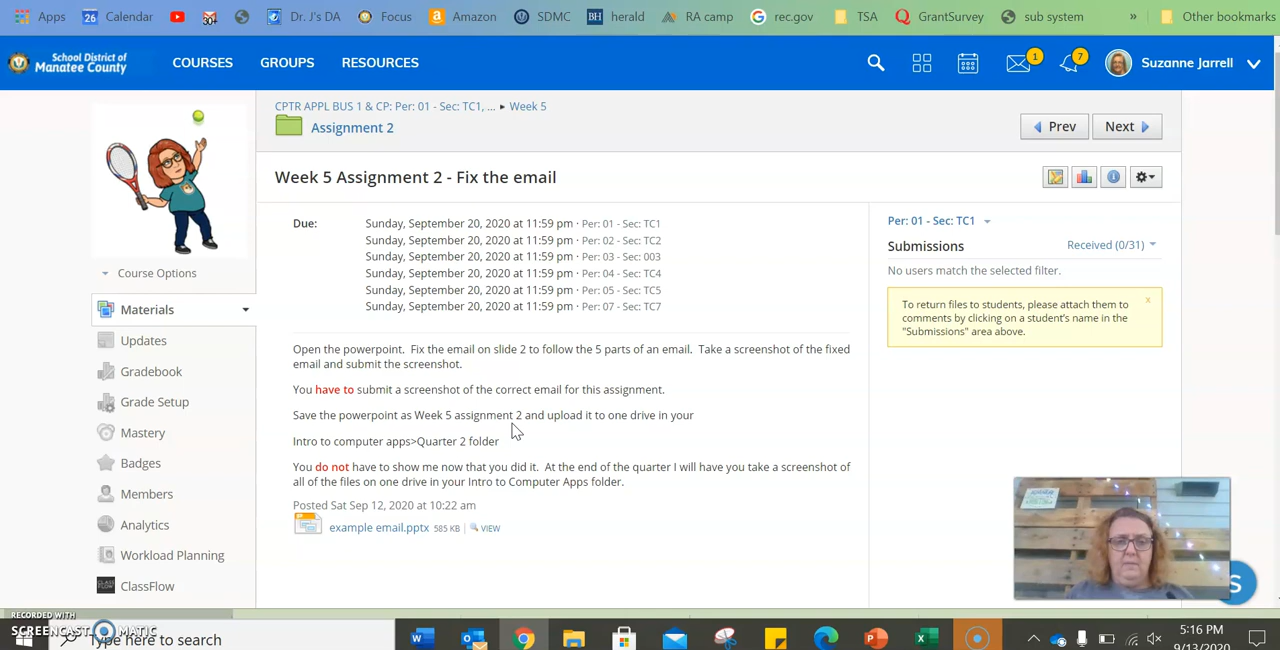 Apps 26 Calendar 30+ Dr. J's DA Focus Amazon SDMC BH herald RA camp rec.gov TSA GrantSurvey sub system » Other bookmarks
School District of
Manatee County
COURSES GROUPS RESOURCES 1 7 Suzanne Jarrell
CPTR APPL BUS 1 & CP: Per: 01 - Sec: TC1, ... ▸ Week 5
Assignment 2
Prev Next
Week 5 Assignment 2 - Fix the email
Due: Sunday, September 20, 2020 at 11:59 pm · Per: 01 - Sec: TC1
Sunday, September 20, 2020 at 11:59 pm · Per: 02 - Sec: TC2
Sunday, September 20, 2020 at 11:59 pm · Per: 03 - Sec: 003
Sunday, September 20, 2020 at 11:59 pm · Per: 04 - Sec: TC4
Sunday, September 20, 2020 at 11:59 pm · Per: 05 - Sec: TC5
Sunday, September 20, 2020 at 11:59 pm · Per: 07 - Sec: TC7
Open the powerpoint. Fix the email on slide 2 to follow the 5 parts of an email. Take a screenshot of the fixed
email and submit the screenshot.
You have to submit a screenshot of the correct email for this assignment.
Save the powerpoint as Week 5 assignment 2 and upload it to one drive in your
Intro to computer apps>Quarter 2 folder
You do not have to show me now that you did it. At the end of the quarter I will have you take a screenshot of
all of the files on one drive in your Intro to Computer Apps folder.
Posted Sat Sep 12, 2020 at 10:22 am
example email.pptx 585 KB | VIEW
Per: 01 - Sec: TC1
Submissions Received (0/31)
No users match the selected filter.
To return files to students, please attach them to x
comments by clicking on a student's name in the
"Submissions" area above.
Course Options
Materials
Updates
Gradebook
Grade Setup
Mastery
Badges
Members
Analytics
Workload Planning
CLASS
FLOW
ClassFlow
S
RECORDED WITH
SCREENCAST MATIC
Type here to search
5:16 PM
9/13/2020